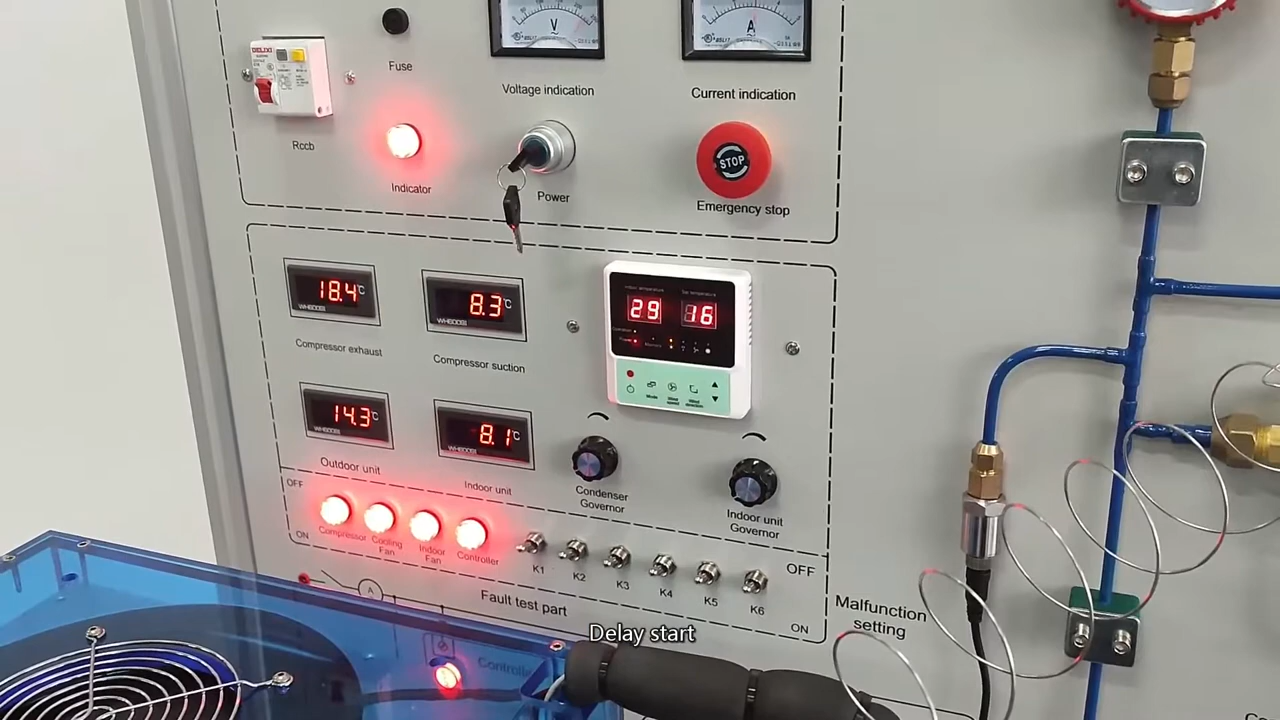 V
A
DELIXI
Fuse
Voltage indication
Current indication
Rccb
STOP
Indicator
Power
Emergency stop
18.4°C
8.3°C
29 16
Compressor exhaust
Compressor suction
14.3°C
8.1°C
Mode
Outdoor unit
Indoor unit
Condenser
Governor
Indoor unit
Governor
OFF
ON
Compressor
Cooling
Fan
Indoor
Fan
Controller
K1 K2 K3 K4 K5 K6
OFF
ON
Fault test part
Malfunction
setting
A
Delay start